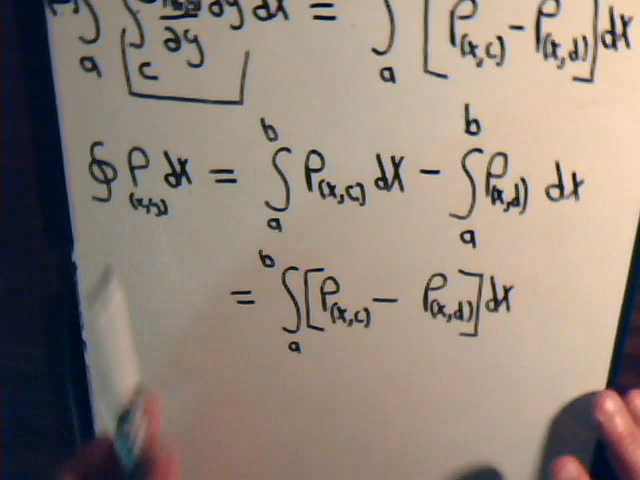 ∫ₐ ∫꜀ ∂y dy dx = ∫ₐ [P(x,c) − P(x,d)] dx
∮ P(x,y) dx = ∫ₐᵇ P(x,c) dx − ∫ₐᵇ P(x,d) dx
= ∫ₐᵇ [P(x,c) − P(x,d)] dx